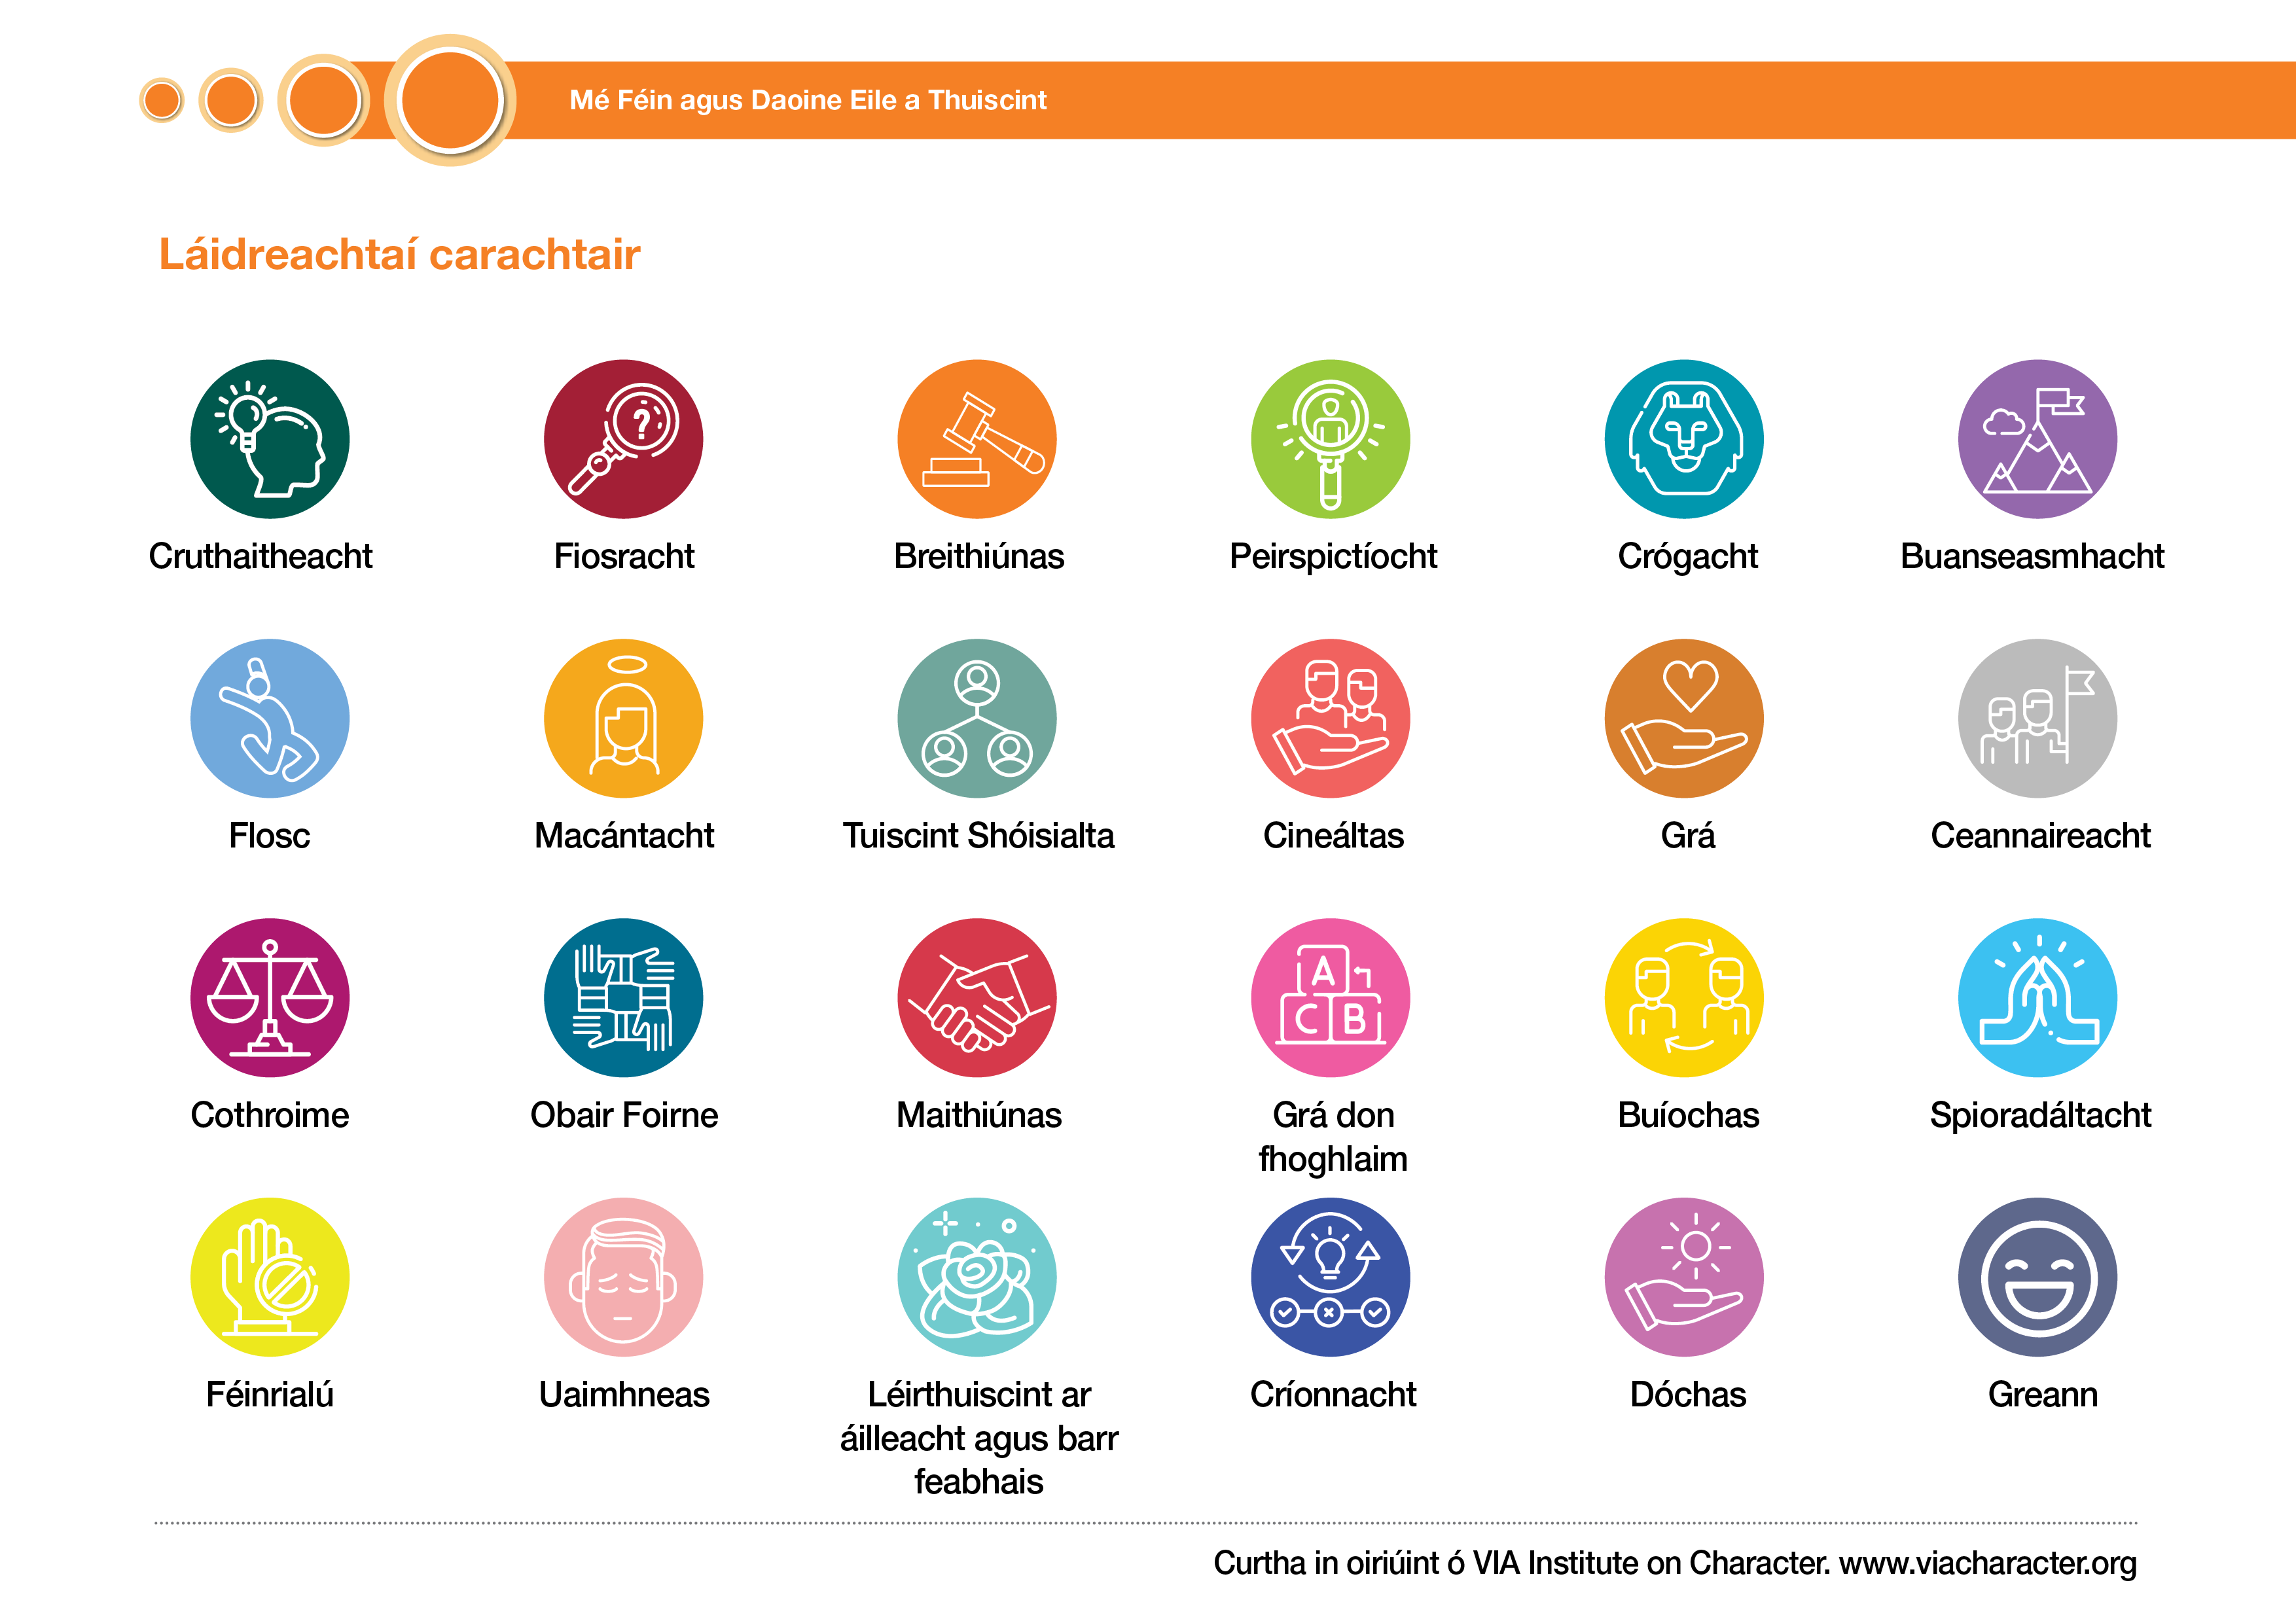 Mé Féin agus Daoine Eile a Thuiscint
Láidreachtaí carachtair
Cruthaitheacht
Fiosracht
Breithiúnas
Peirspictíocht
Crógacht
Buanseasmhacht
Flosc
Macántacht
Tuiscint Shóisialta
Cineáltas
Grá
Ceannaireacht
A
C B
Cothroime
Obair Foirne
Maithiúnas
Grá don
fhoghlaim
Buíochas
Spioradáltacht
Féinrialú
Uaimhneas
Léirthuiscint ar
áilleacht agus barr
feabhais
Críonnacht
Dóchas
Greann
Curtha in oiriúint ó VIA Institute on Character. www.viacharacter.org